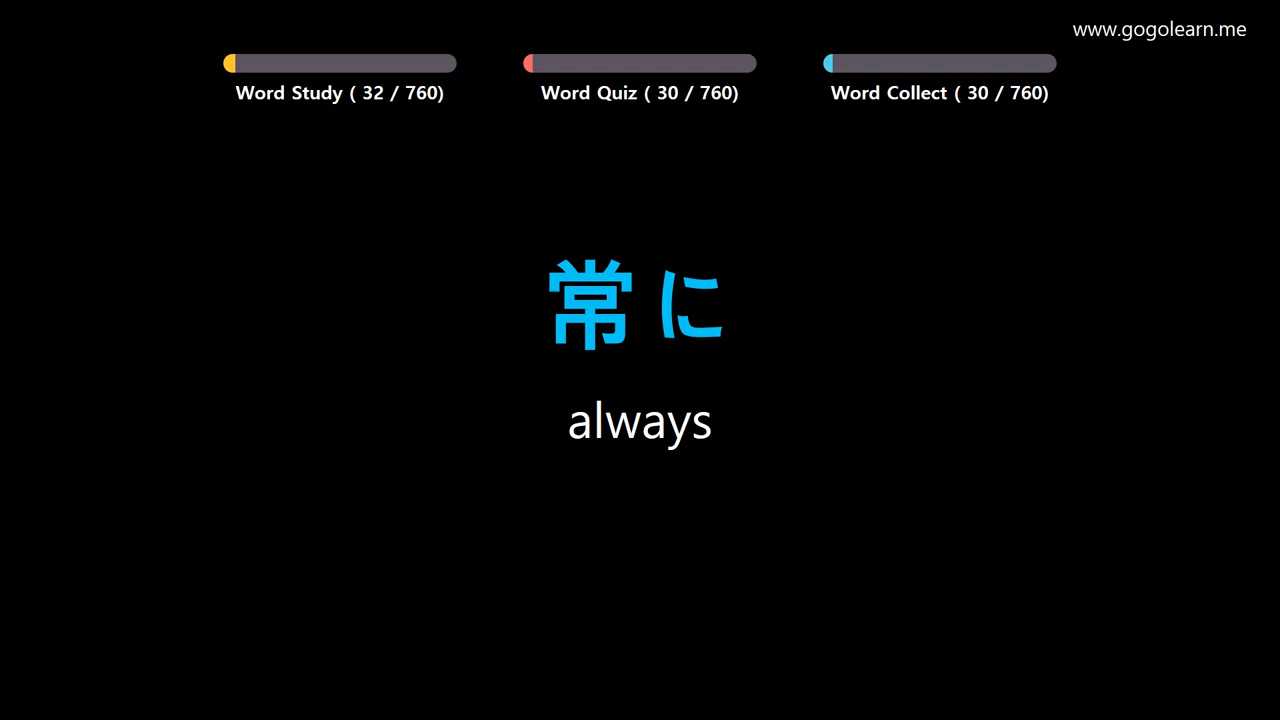 www.gogolearn.me
Word Study ( 32 / 760)
Word Quiz ( 30 / 760)
Word Collect ( 30 / 760)
常に
always